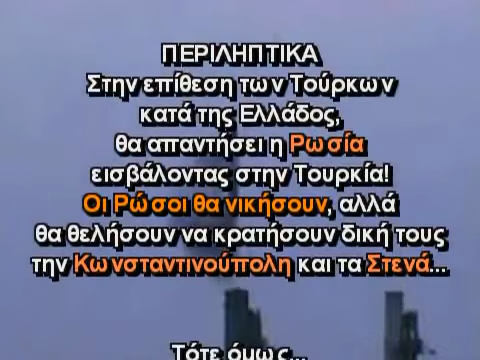 ΠΕΡΙΛΗΠΤΙΚΑ
Στην επίθεση των Τούρκων
κατά της Ελλάδος,
θα απαντήσει η Ρωσία
εισβάλοντας στην Τουρκία!
Οι Ρώσοι θα νικήσουν, αλλά
θα θελήσουν να κρατήσουν δική τους
την Κωνσταντινούπολη και τα Στενά...
Τότε όμως...